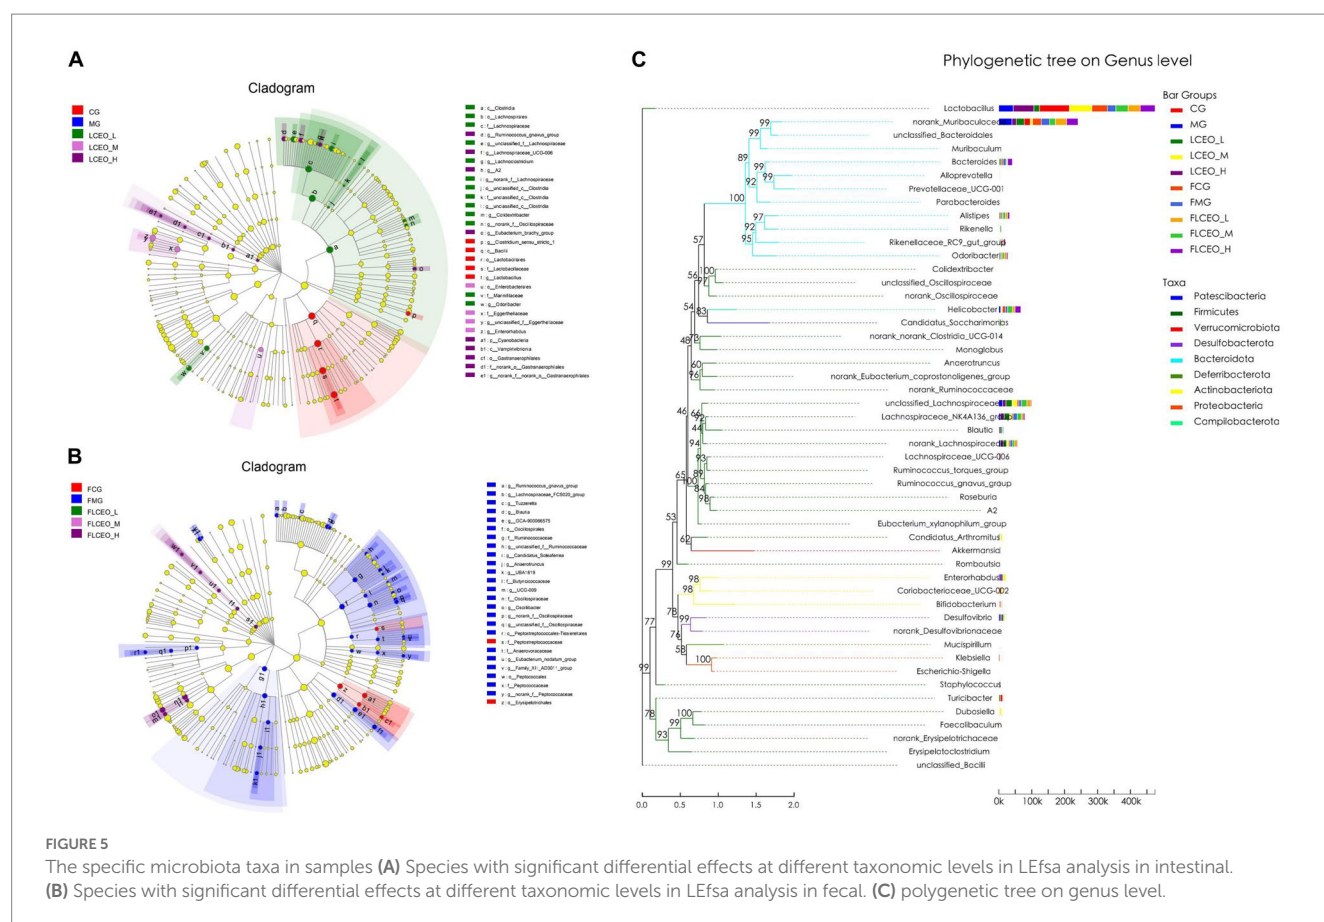 A
Cladogram
CG
MG
LCEO_L
LCEO_M
LCEO_H
a : c__Clostridia
b : o__Lachnospirales
c : f__Lachnospiraceae
d : g__Ruminococcus_gnavus_group
e : g__unclassified_f__Lachnospiraceae
f : g__Lachnospiraceae_UCG-006
g : g__Lachnoclostridium
h : g__A2
i : g__norank_f__Lachnospiraceae
j : o__unclassified_c__Clostridia
k : f__unclassified_c__Clostridia
l : g__unclassified_c__Clostridia
m : g__Colidextribacter
n : g__norank_f__Oscillospiraceae
o : g__Eubacterium_brachy_group
p : g__Clostridium_sensu_stricto_1
q : c__Bacilli
r : o__Lactobacillales
s : f__Lactobacillaceae
t : g__Lactobacillus
u : o__Enterobacterales
v : f__Marinifilaceae
w : g__Odoribacter
x : f__Eggerthellaceae
y : g__unclassified_f__Eggerthellaceae
z : g__Enterorhabdus
a1 : p__Cyanobacteria
b1 : c__Vampirivibrionia
c1 : o__Gastranaerophilales
d1 : f__norank_o__Gastranaerophilales
e1 : g__norank_f__norank_o__Gastranaerophilales
B
Cladogram
FCG
FMG
FLCEO_L
FLCEO_M
FLCEO_H
a : g__Ruminococcus_gnavus_group
b : g__Lachnospiraceae_FCS020_group
c : g__Tuzzerella
d : g__Blautia
e : g__GCA-900066575
f : o__Oscillospirales
g : f__Ruminococcaceae
h : g__unclassified_f__Ruminococcaceae
i : g__Candidatus_Soleaferrea
j : g__Anaerotruncus
k : g__UBA1819
l : f__Butyricicoccaceae
m : g__UCG-009
n : f__Oscillospiraceae
o : g__Oscillibacter
p : g__norank_f__Oscillospiraceae
q : g__unclassified_f__Oscillospiraceae
r : o__Peptostreptococcales-Tissierellales
s : f__Peptostreptococcaceae
t : f__Anaerovoracaceae
u : g__Eubacterium_nodatum_group
v : g__Family_XIII_AD3011_group
w : o__Peptococcales
x : f__Peptococcaceae
y : g__norank_f__Peptococcaceae
z : o__Erysipelotrichales
C
Phylogenetic tree on Genus level
Lactobacillus
norank_Muribaculaceae
unclassified_Bacteroidales
Muribaculum
Bacteroides
Alloprevotella
Prevotellaceae_UCG-001
Parabacteroides
Alistipes
Rikenella
Rikenellaceae_RC9_gut_group
Odoribacter
Colidextribacter
unclassified_Oscillospiraceae
norank_Oscillospiraceae
Helicobacter
Candidatus_Saccharimonas
norank_norank_Clostridia_UCG-014
Monoglobus
Anaerotruncus
norank_Eubacterium_coprostanoligenes_group
norank_Ruminococcaceae
unclassified_Lachnospiraceae
Lachnospiraceae_NK4A136_group
Blautia
norank_Lachnospiraceae
Lachnospiraceae_UCG-006
Ruminococcus_torques_group
Ruminococcus_gnavus_group
Roseburia
A2
Eubacterium_xylanophilum_group
Candidatus_Arthromitus
Akkermansia
Romboutsia
Enterorhabdus
Coriobacteriaceae_UCG-002
Bifidobacterium
Desulfovibrio
norank_Desulfovibrionaceae
Mucispirillum
Klebsiella
Escherichia-Shigella
Staphylococcus
Turicibacter
Dubosiella
Faecalibaculum
norank_Erysipelotrichaceae
Erysipelatoclostridium
unclassified_Bacilli
0.0 0.5 1.0 1.5 2.0
0k 100k 200k 300k 400k
Bar Groups
CG
MG
LCEO_L
LCEO_M
LCEO_H
FCG
FMG
FLCEO_L
FLCEO_M
FLCEO_H
Taxa
Patescibacteria
Firmicutes
Verrucomicrobiota
Desulfobacterota
Bacteroidota
Deferribacterota
Actinobacteriota
Proteobacteria
Campilobacterota
FIGURE 5
The specific microbiota taxa in samples (A) Species with significant differential effects at different taxonomic levels in LEfsa analysis in intestinal.
(B) Species with significant differential effects at different taxonomic levels in LEfsa analysis in fecal. (C) polygenetic tree on genus level.